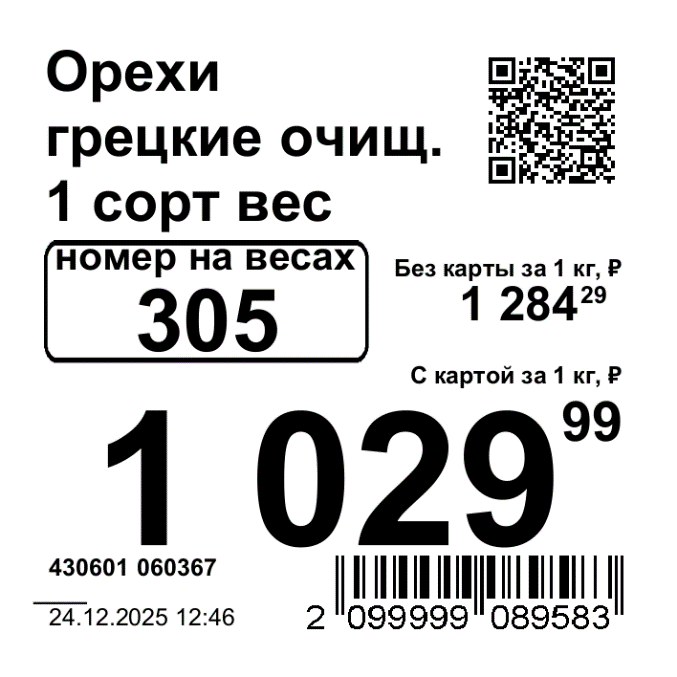 Орехи
грецкие очищ.
1 сорт вес
номер на весах
305
Без карты за 1 кг, ₽
1 284 29
С картой за 1 кг, ₽
1 029 99
430601 060367
24.12.2025 12:46
2 099999 089583